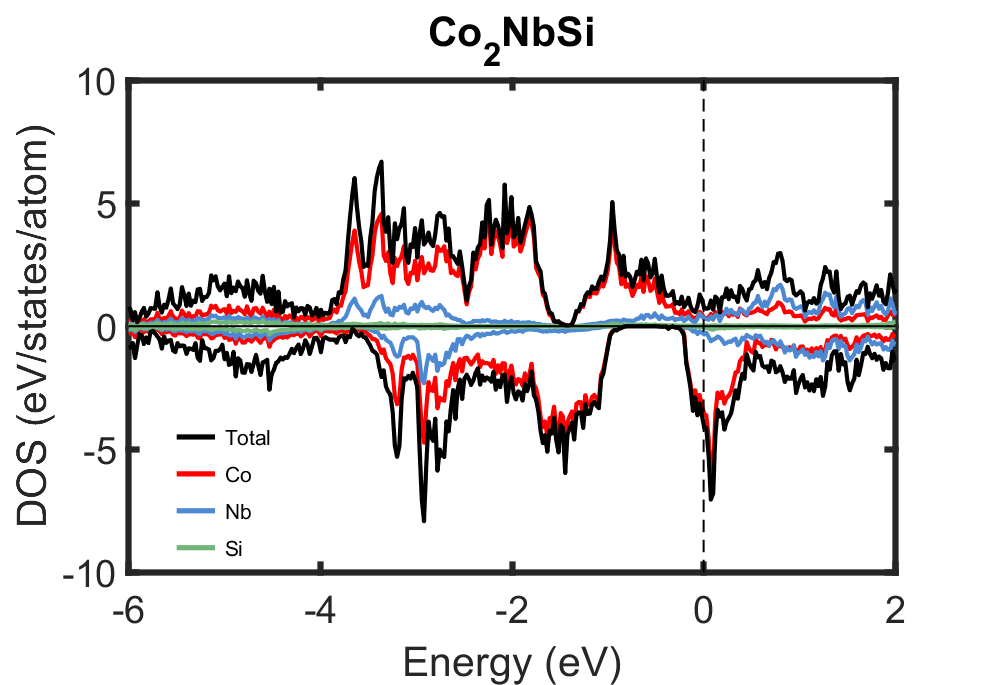 Co₂NbSi
DOS (eV/states/atom)
10
5
0
-5
-10
Total
Co
Nb
Si
-6 -4 -2 0 2
Energy (eV)